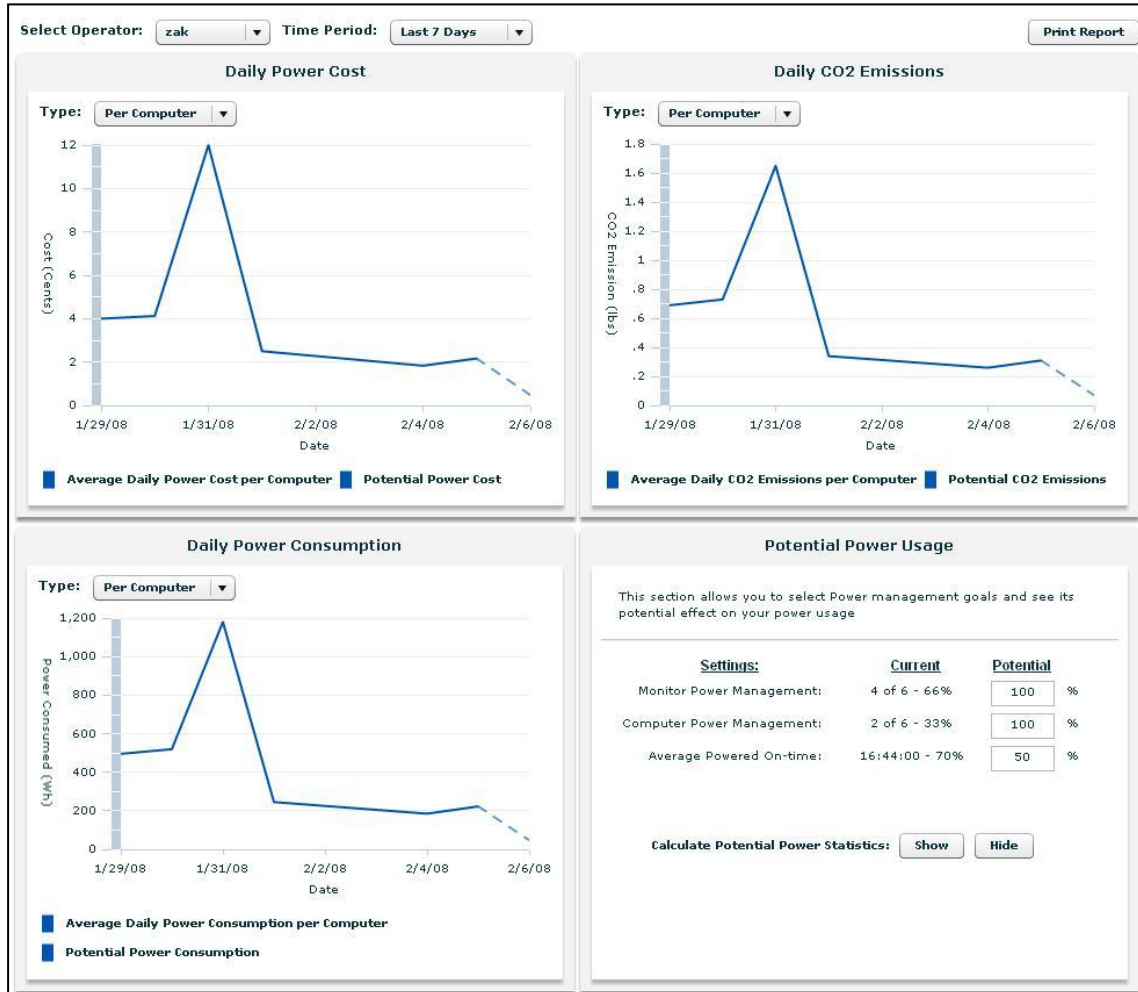 Select Operator: zak Time Period: Last 7 Days Print Report
Daily Power Cost
Type: Per Computer
12
10
8
6
4
2
0
Cost (Cents)
1/29/08 1/31/08 2/2/08 2/4/08 2/6/08
Date
Average Daily Power Cost per Computer Potential Power Cost
Daily CO2 Emissions
Type: Per Computer
1.8
1.6
1.4
1.2
1
.8
.6
.4
.2
0
CO2 Emission (lbs)
1/29/08 1/31/08 2/2/08 2/4/08 2/6/08
Date
Average Daily CO2 Emissions per Computer Potential CO2 Emissions
Daily Power Consumption
Type: Per Computer
1,200
1,000
800
600
400
200
0
Power Consumed (Wh)
1/29/08 1/31/08 2/2/08 2/4/08 2/6/08
Date
Average Daily Power Consumption per Computer
Potential Power Consumption
Potential Power Usage
This section allows you to select Power management goals and see its
potential effect on your power usage
Settings: Current Potential
Monitor Power Management: 4 of 6 - 66% 100 %
Computer Power Management: 2 of 6 - 33% 100 %
Average Powered On-time: 16:44:00 - 70% 50 %
Calculate Potential Power Statistics: Show Hide